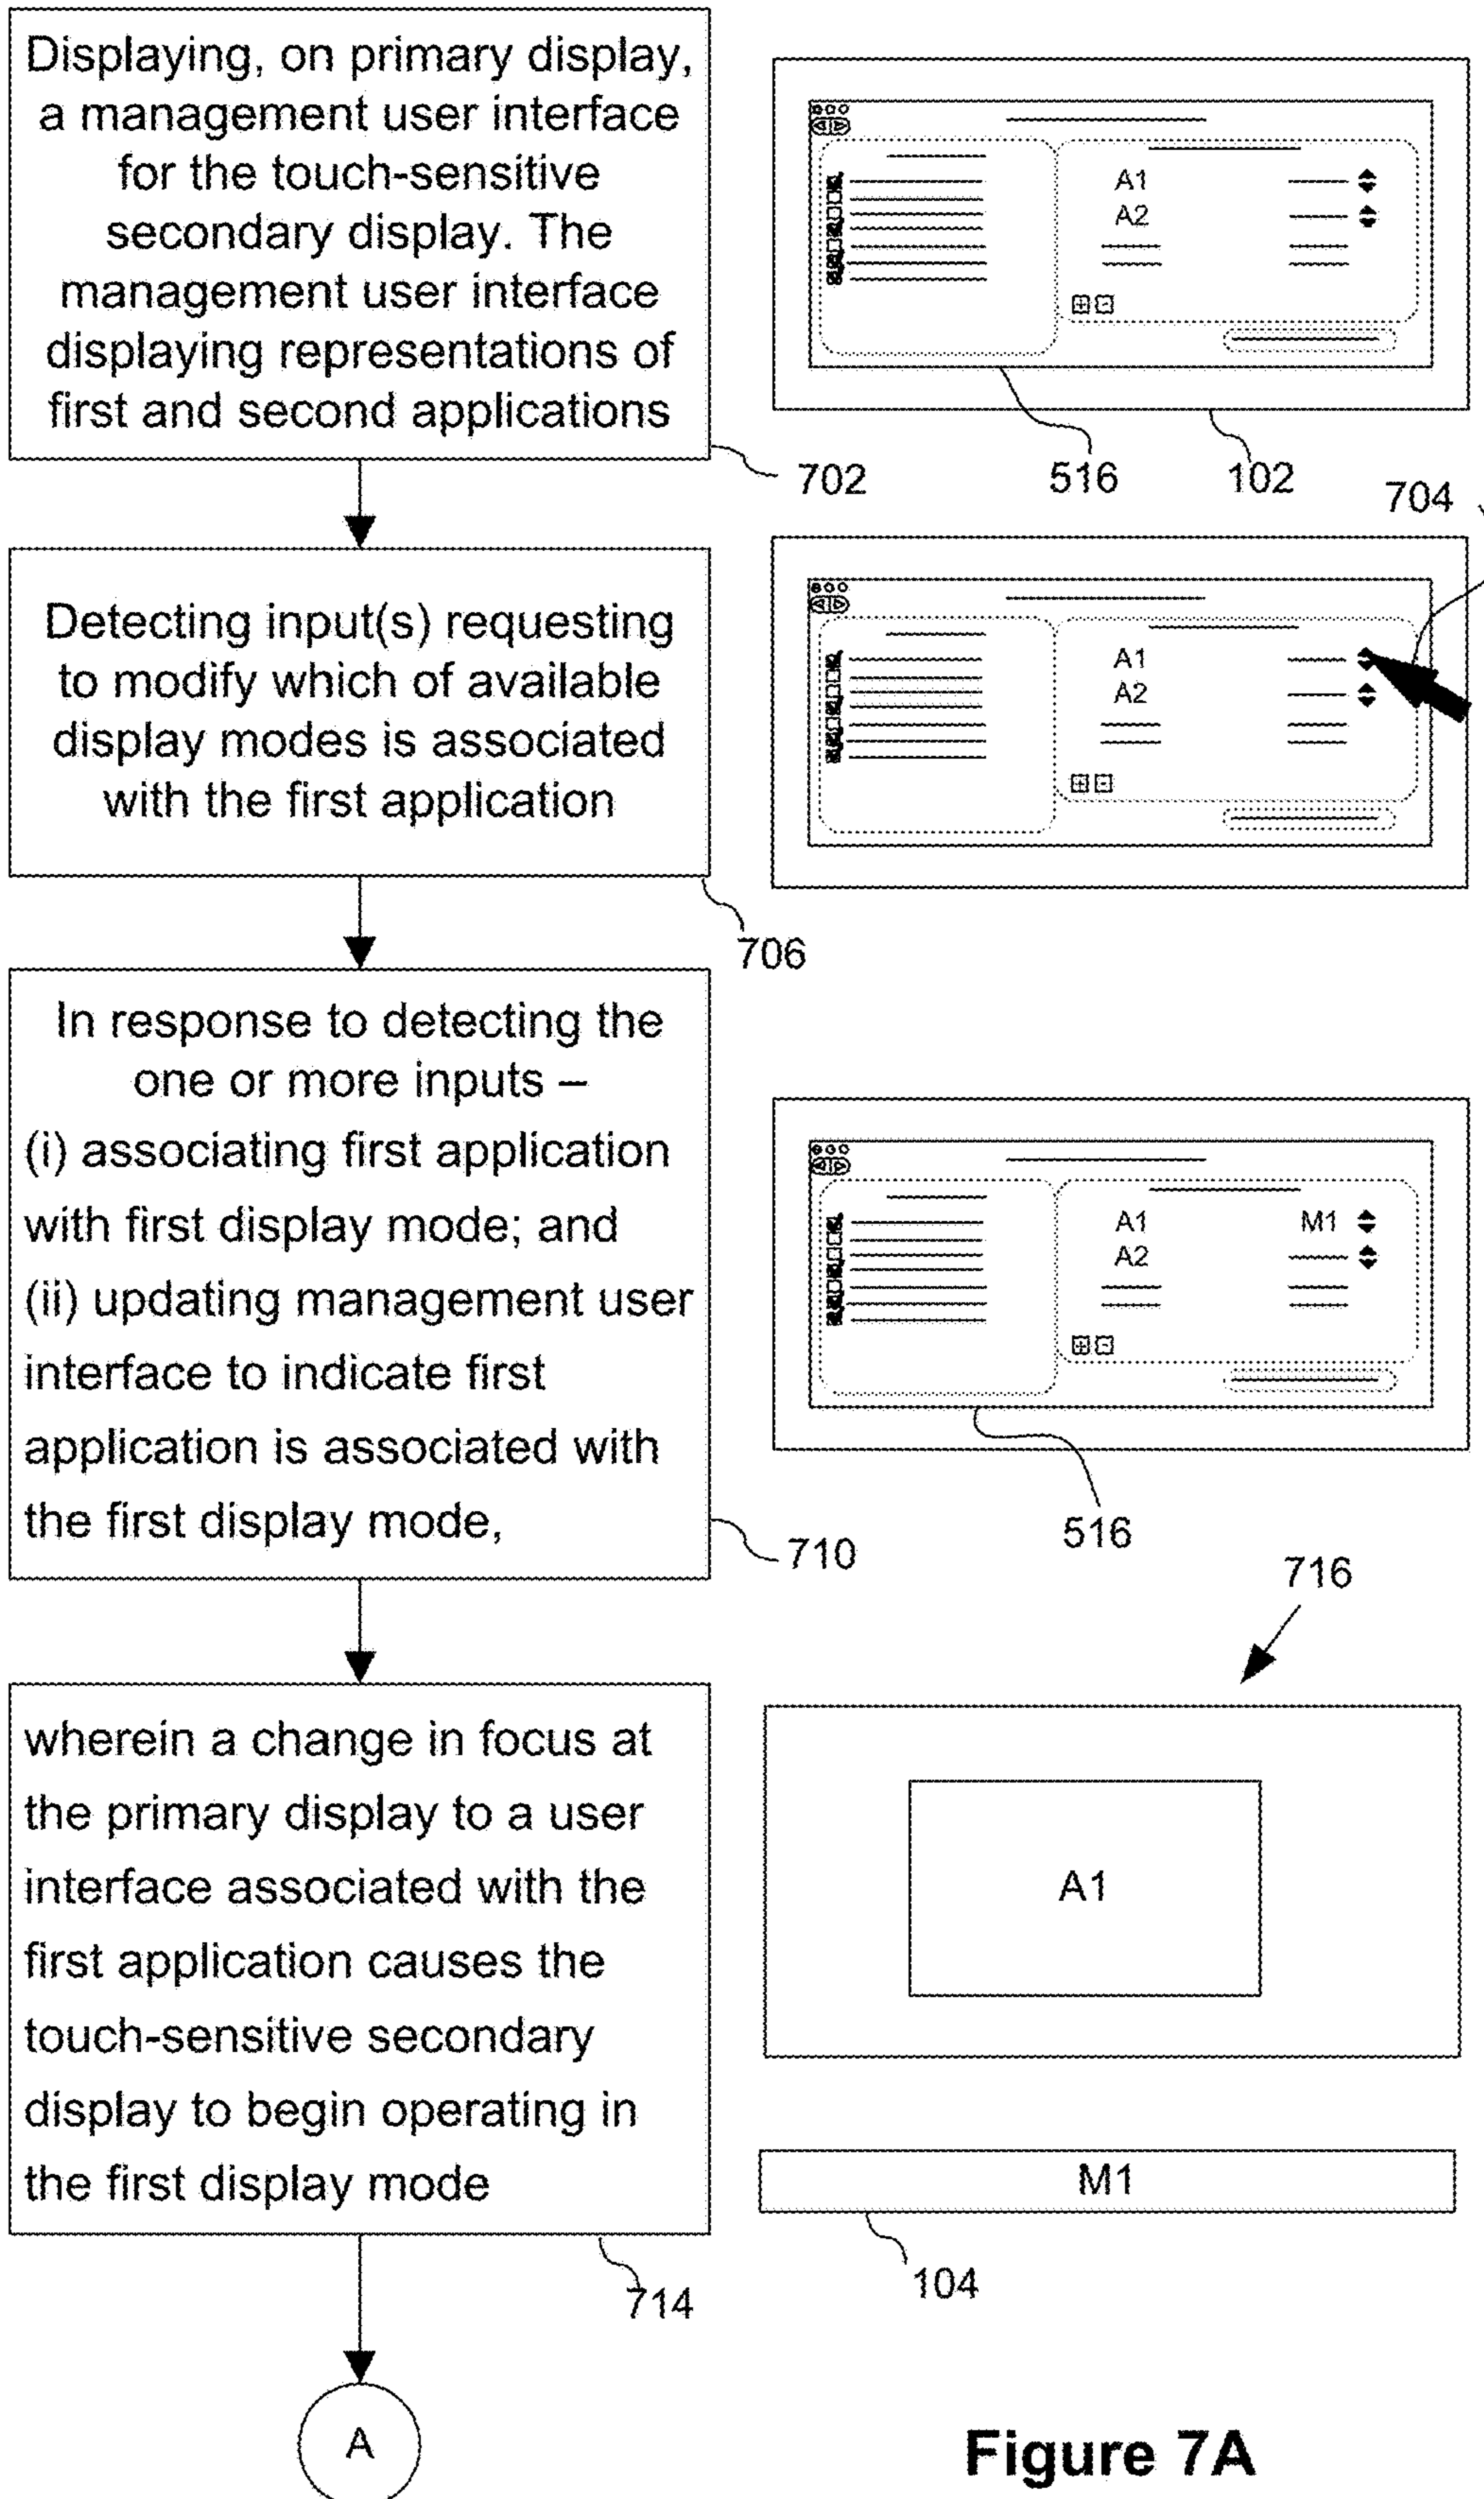 Displaying, on primary display,
a management user interface
for the touch-sensitive
secondary display. The
management user interface
displaying representations of
first and second applications
702
A1
A2
516
102
704
Detecting input(s) requesting
to modify which of available
display modes is associated
with the first application
706
A1
A2
In response to detecting the
one or more inputs –
(i) associating first application
with first display mode; and
(ii) updating management user
interface to indicate first
application is associated with
the first display mode,
710
A1 M1
A2
516
716
wherein a change in focus at
the primary display to a user
interface associated with the
first application causes the
touch-sensitive secondary
display to begin operating in
the first display mode
714
A1
M1
104
A
Figure 7A